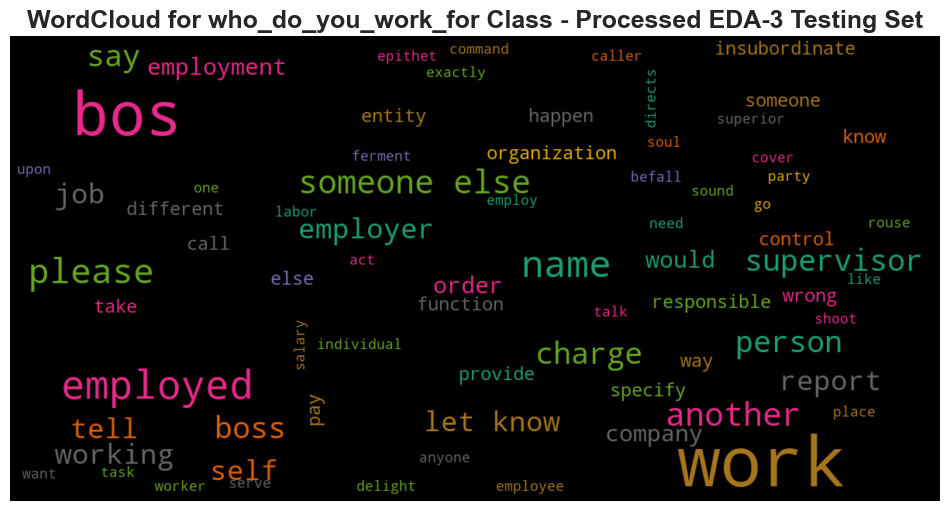 WordCloud for who_do_you_work_for Class - Processed EDA-3 Testing Set
say
employment
epithet
command
exactly
caller
insubordinate
bos
entity
happen
directs
someone
superior
know
soul
upon
ferment
organization
cover
job
one
someone else
befall
sound
party
different
labor
employ
go
call
employer
need
rouse
control
please
else
act
name
would
supervisor
like
take
order
function
responsible
wrong
talk
shoot
salary
individual
charge
person
way
employed
provide
specify
report
pay
tell
boss
let know
another
place
working
self
anyone
company
work
want
task
worker
serve
delight
employee